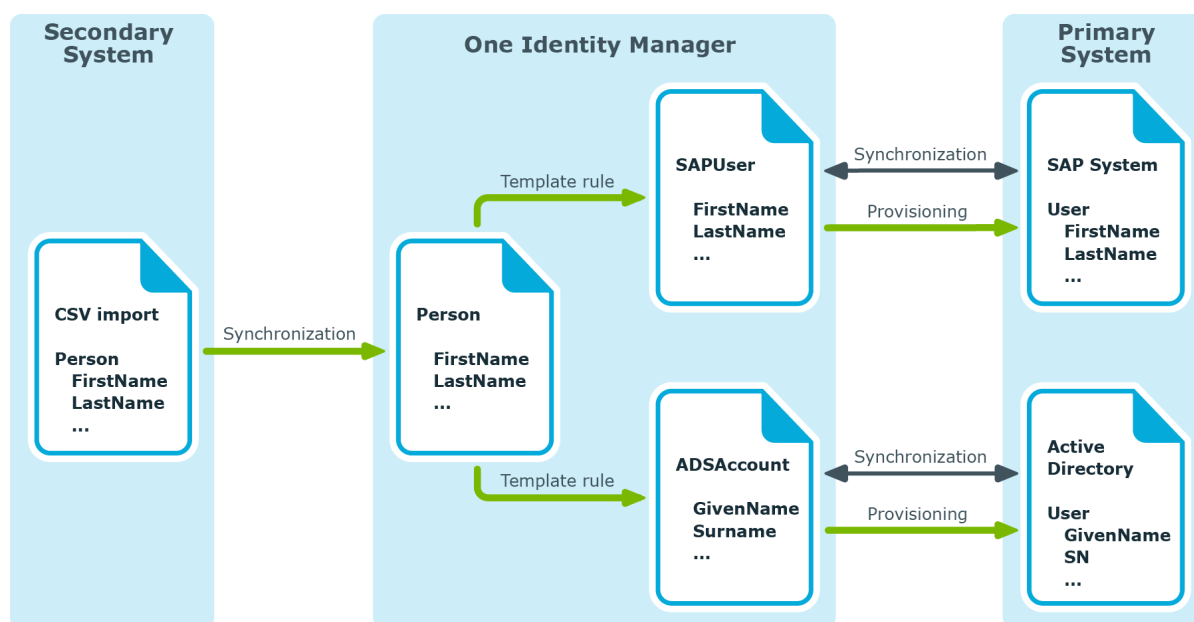 Secondary
System
One Identity Manager
Primary
System
CSV import
Person
FirstName
LastName
...
Synchronization
Person
FirstName
LastName
...
Template rule
Template rule
SAPUser
FirstName
LastName
...
Synchronization
Provisioning
SAP System
User
FirstName
LastName
...
ADSAccount
GivenName
Surname
...
Synchronization
Provisioning
Active
Directory
User
GivenName
SN
...